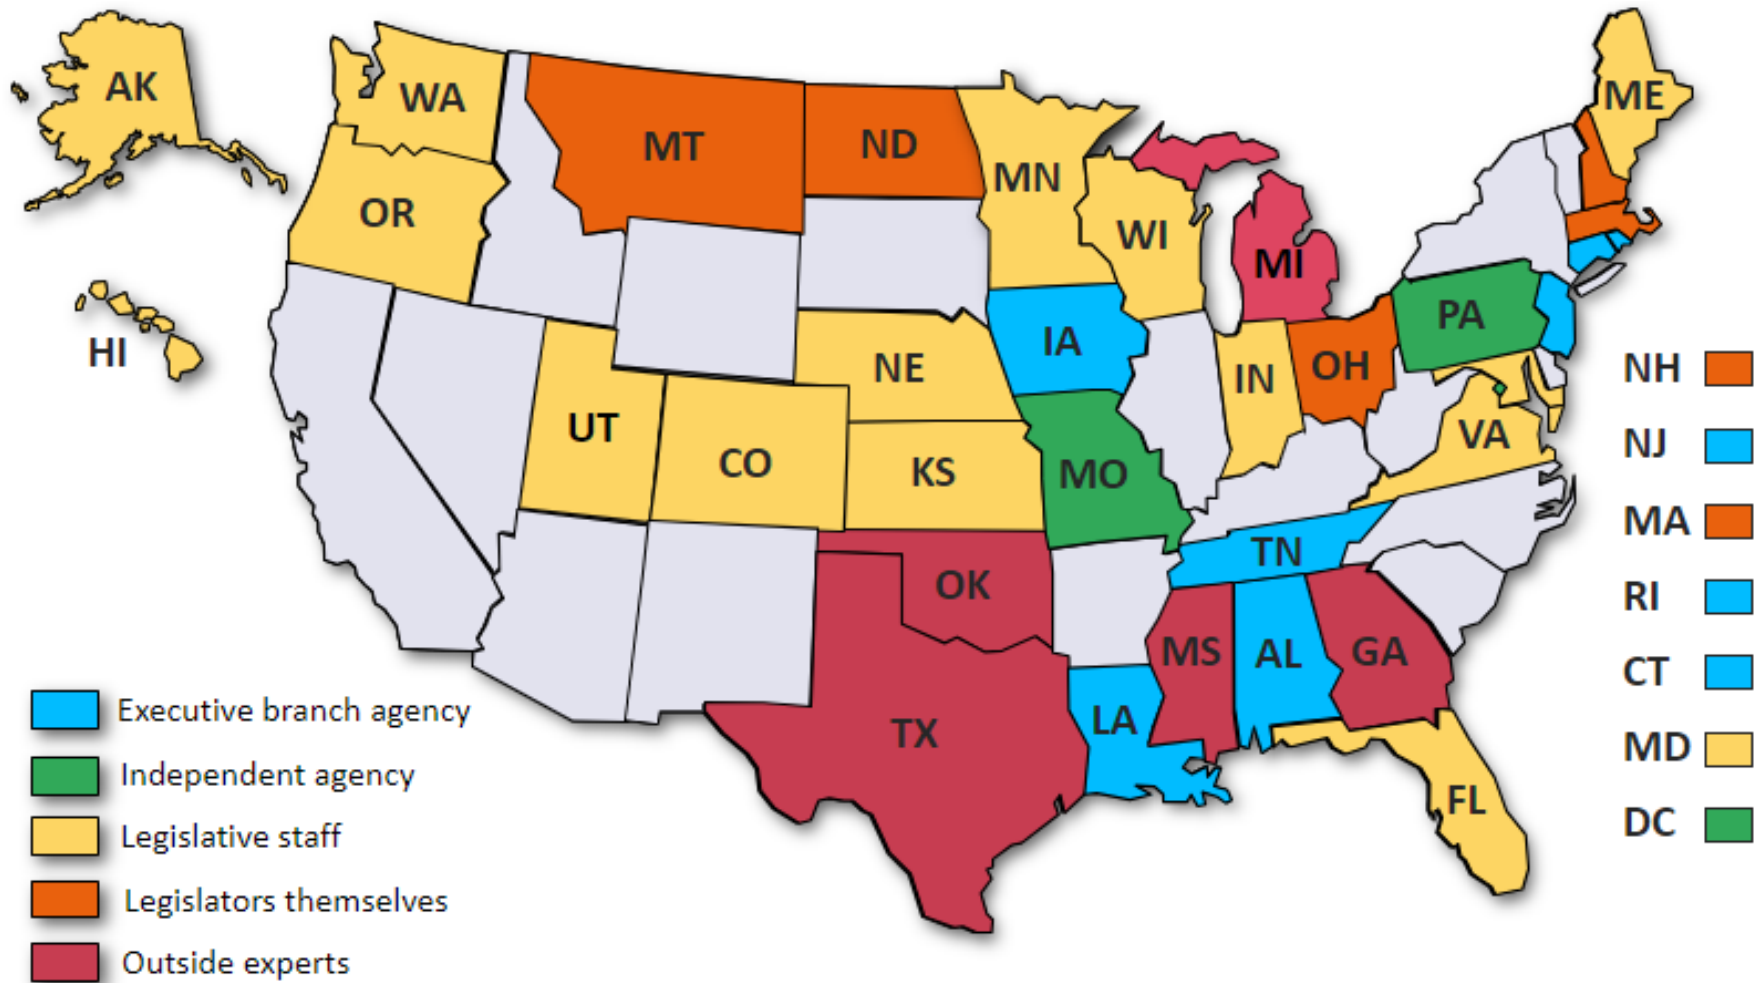 AK
WA
MT
ND
MN
ME
OR
WI
MI
HI
IA
PA
NE
IN
OH
UT
CO
KS
MO
VA
TN
OK
MS
AL
GA
TX
LA
FL
NH
NJ
MA
RI
CT
MD
DC
Executive branch agency
Independent agency
Legislative staff
Legislators themselves
Outside experts